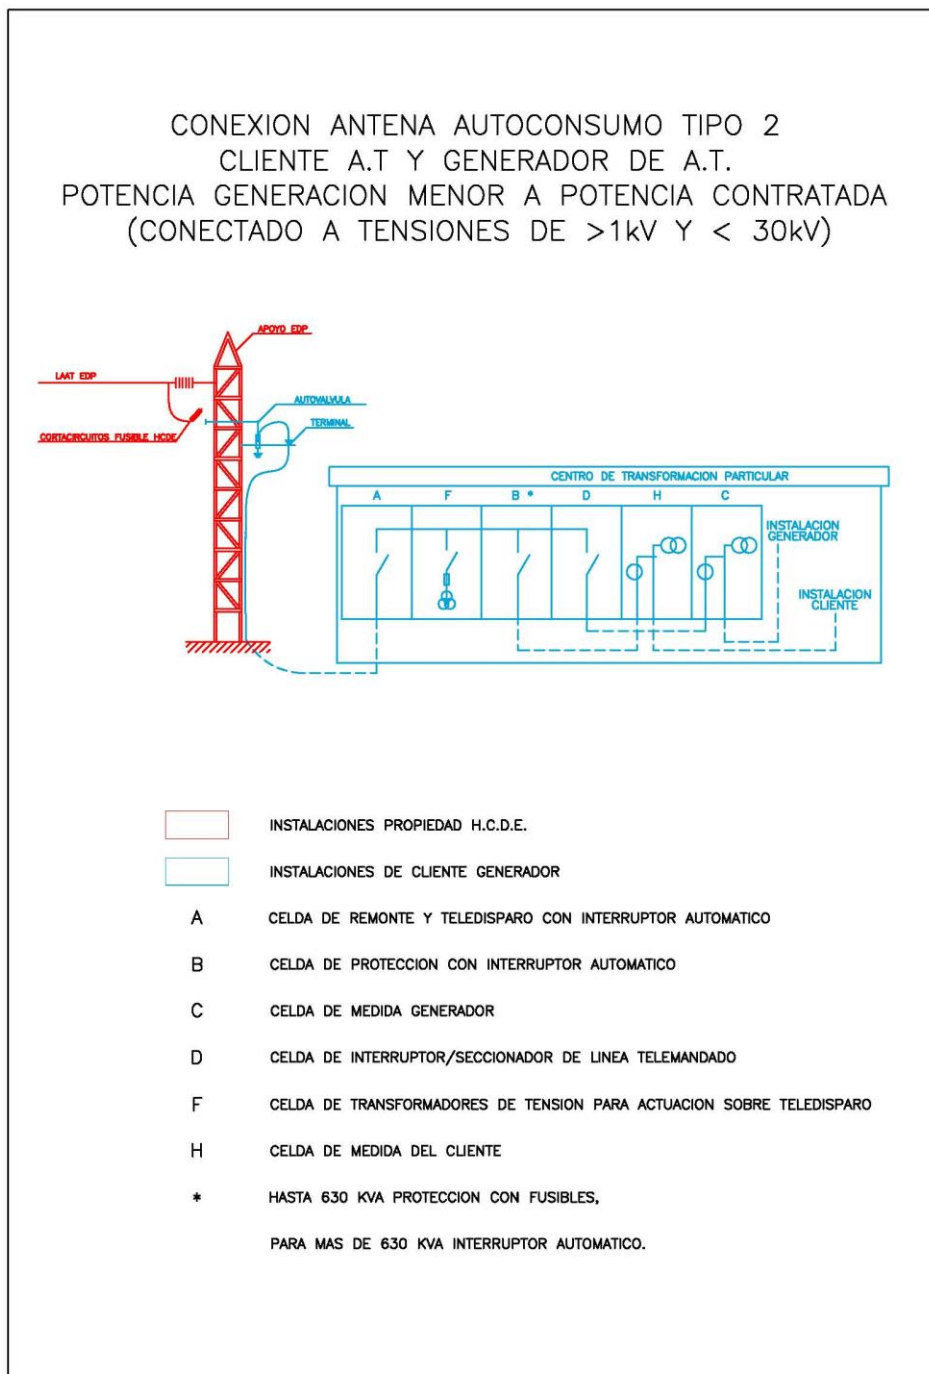 CONEXION ANTENA AUTOCONSUMO TIPO 2
CLIENTE A.T Y GENERADOR DE A.T.
POTENCIA GENERACION MENOR A POTENCIA CONTRATADA
(CONECTADO A TENSIONES DE >1kV Y < 30kV)
APOYO EDP
LAAT EDP
AUTOVALVULA
TERMINAL
CORTACIRCUITOS FUSIBLE HCDE
CENTRO DE TRANSFORMACION PARTICULAR
A F B * D H C
INSTALACION
GENERADOR
INSTALACION
CLIENTE
INSTALACIONES PROPIEDAD H.C.D.E.
INSTALACIONES DE CLIENTE GENERADOR
A CELDA DE REMONTE Y TELEDISPARO CON INTERRUPTOR AUTOMATICO
B CELDA DE PROTECCION CON INTERRUPTOR AUTOMATICO
C CELDA DE MEDIDA GENERADOR
D CELDA DE INTERRUPTOR/SECCIONADOR DE LINEA TELEMANDADO
F CELDA DE TRANSFORMADORES DE TENSION PARA ACTUACION SOBRE TELEDISPARO
H CELDA DE MEDIDA DEL CLIENTE
* HASTA 630 KVA PROTECCION CON FUSIBLES,
PARA MAS DE 630 KVA INTERRUPTOR AUTOMATICO.